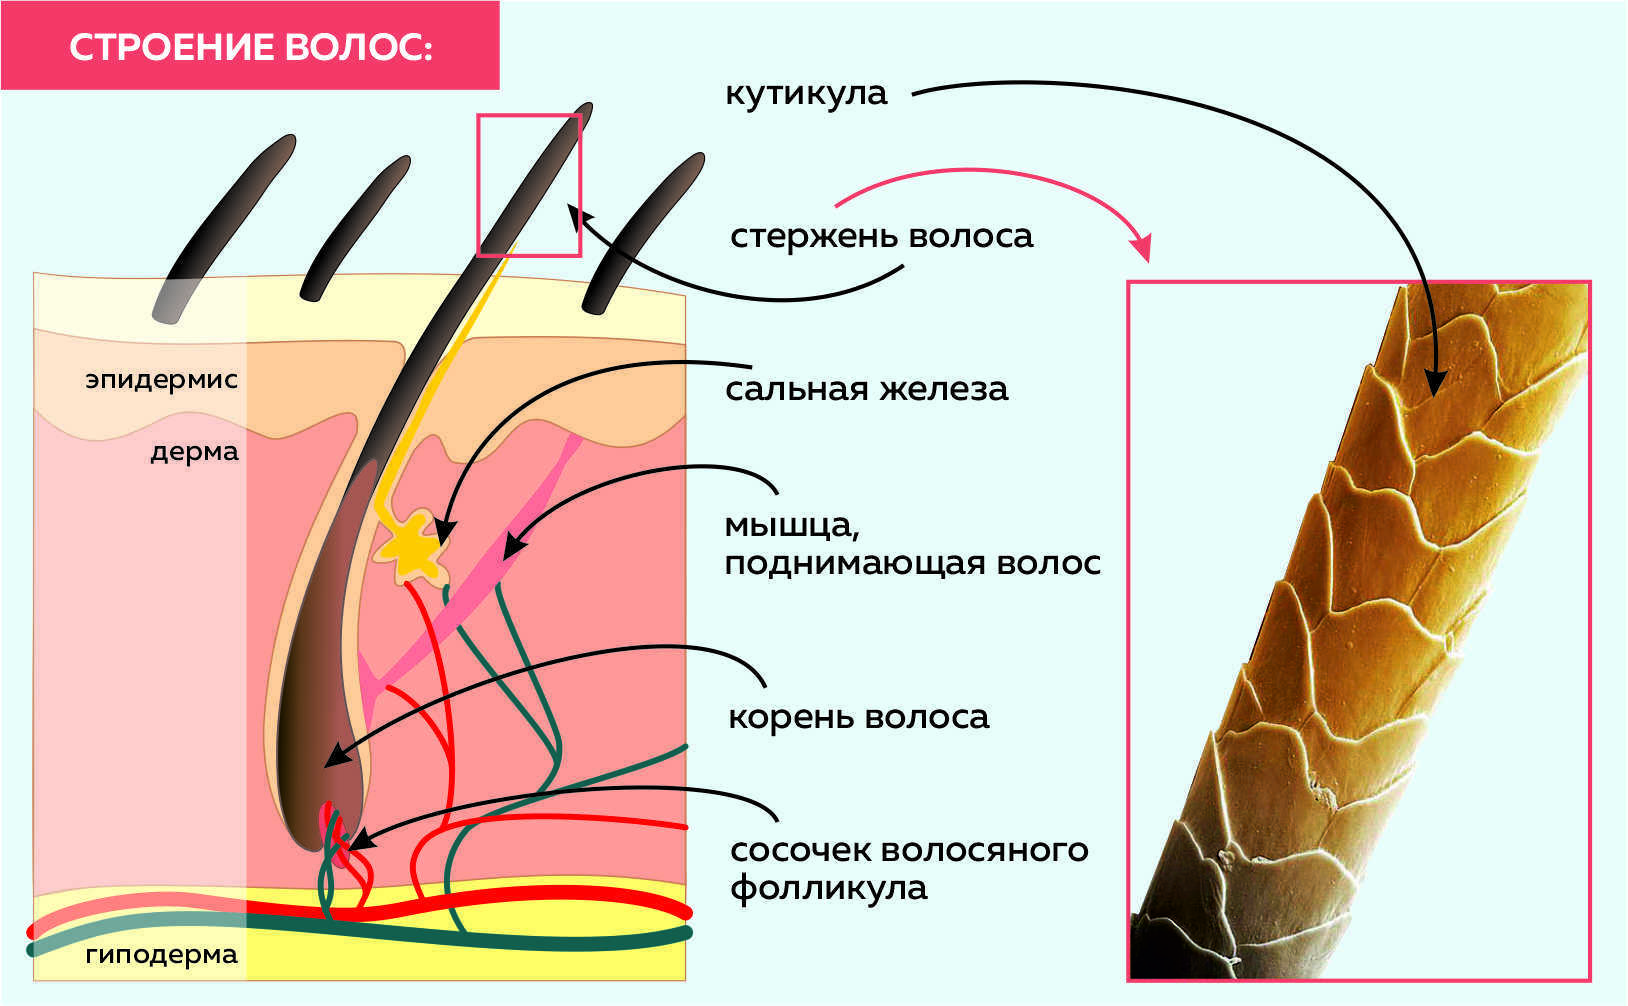 СТРОЕНИЕ ВОЛОС:
кутикула
стержень волоса
эпидермис
сальная железа
дерма
мышца,
поднимающая волос
корень волоса
сосочек волосяного
фолликула
гиподерма